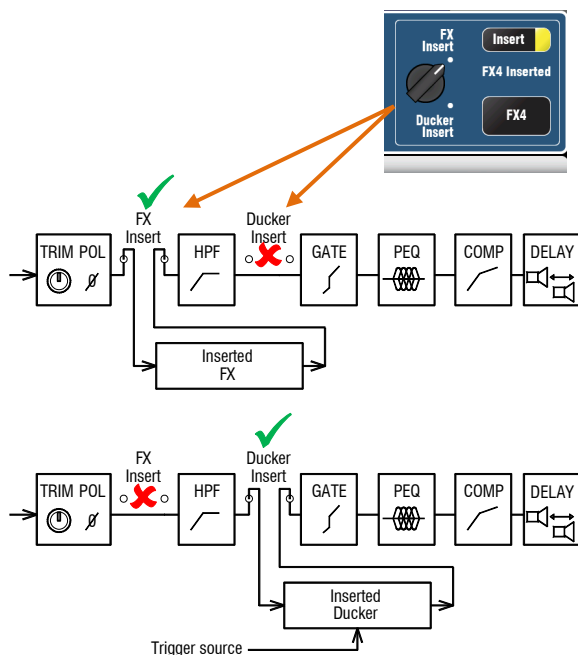 FX
Insert
Insert
FX4 Inserted
Ducker
Insert
FX4
FX
Insert
Ducker
Insert
TRIM POL
HPF
GATE
PEQ
COMP
DELAY
Inserted
FX
FX
Insert
Ducker
Insert
TRIM POL
HPF
GATE
PEQ
COMP
DELAY
Inserted
Ducker
Trigger source